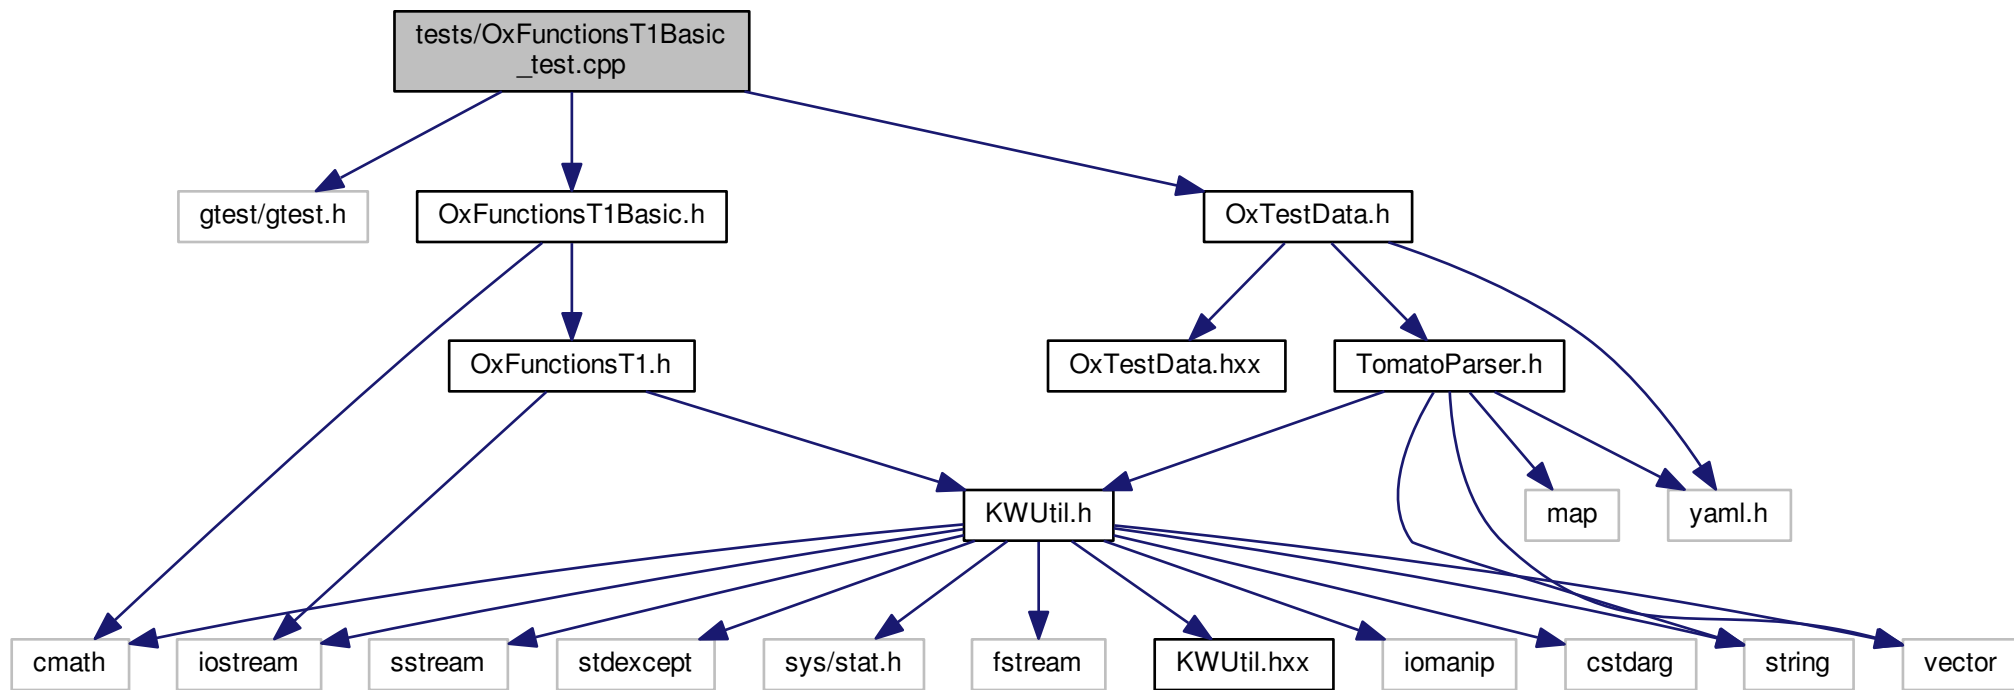 tests/OxFunctionsT1Basic
_test.cpp
gtest/gtest.h
OxFunctionsT1Basic.h
OxTestData.h
OxFunctionsT1.h
OxTestData.hxx
TomatoParser.h
KWUtil.h
map
yaml.h
cmath
iostream
sstream
stdexcept
sys/stat.h
fstream
KWUtil.hxx
iomanip
cstdarg
string
vector